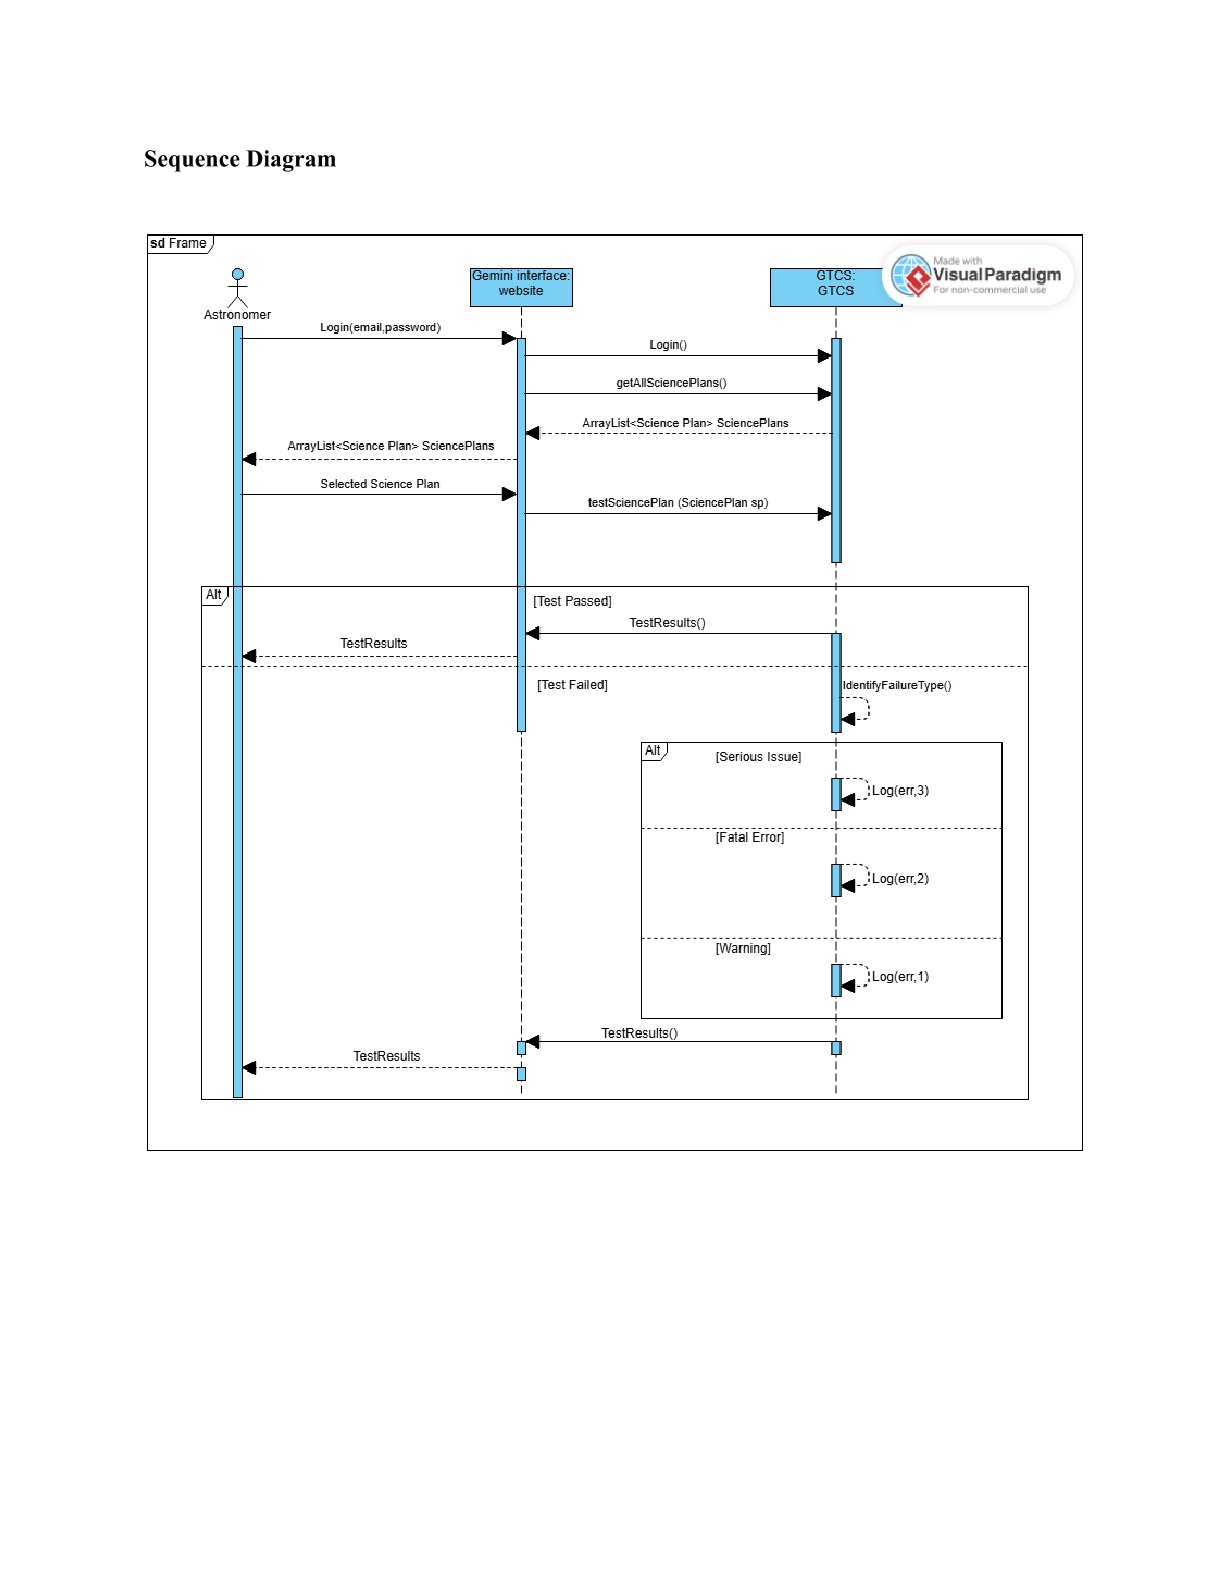 Sequence Diagram
sd Frame
Made with
Visual Paradigm
For non-commercial use
Gemini interface:
website
GTCS:
GTCS
Astronomer
Login(email,password)
Login()
getAllSciencePlans()
ArrayList<Science Plan> SciencePlans
ArrayList<Science Plan> SciencePlans
Selected Science Plan
testSciencePlan (SciencePlan sp)
Alt
[Test Passed]
TestResults()
TestResults
[Test Failed]
IdentifyFailureType()
Alt
[Serious Issue]
Log(err,3)
[Fatal Error]
Log(err,2)
[Warning]
Log(err,1)
TestResults()
TestResults